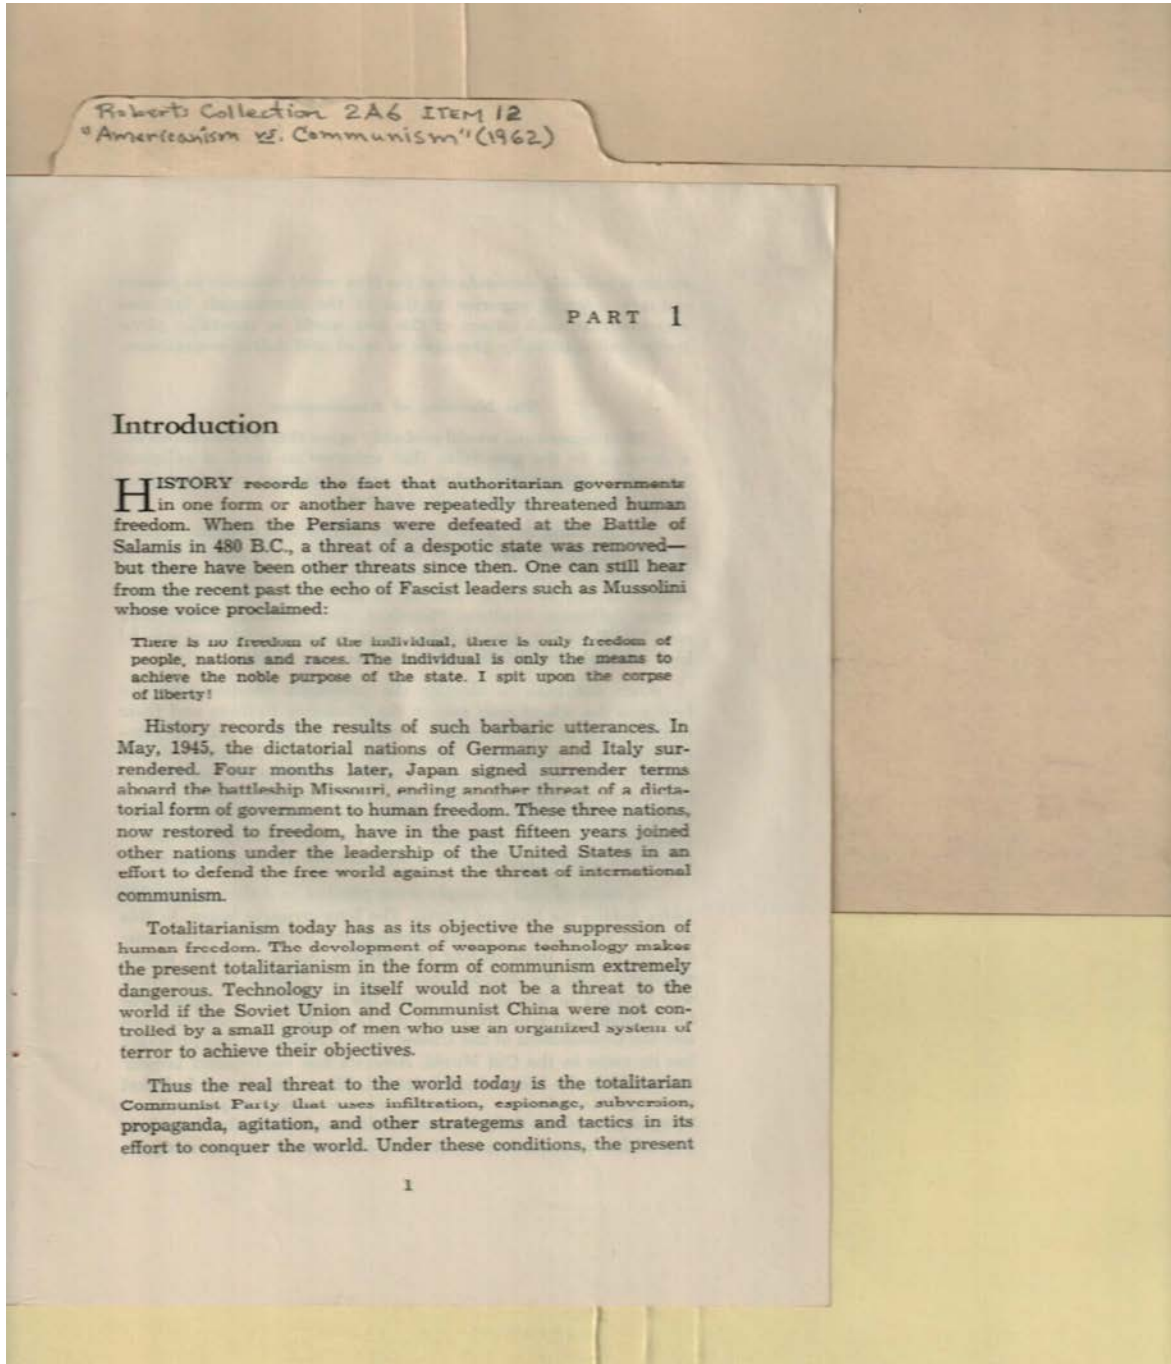 Roberts Collection 2A6 ITEM 12
"Americanism vs. Communism" (1962)
PART 1
Introduction
HISTORY records the fact that authoritarian governments
in one form or another have repeatedly threatened human
freedom. When the Persians were defeated at the Battle of
Salamis in 480 B.C., a threat of a despotic state was removed—
but there have been other threats since then. One can still hear
from the recent past the echo of Fascist leaders such as Mussolini
whose voice proclaimed:
There is no freedom of the individual, there is only freedom of
people, nations and races. The individual is only the means to
achieve the noble purpose of the state. I spit upon the corpse
of liberty!
History records the results of such barbaric utterances. In
May, 1945, the dictatorial nations of Germany and Italy sur-
rendered. Four months later, Japan signed surrender terms
aboard the battleship Missouri, ending another threat of a dicta-
torial form of government to human freedom. These three nations,
now restored to freedom, have in the past fifteen years joined
other nations under the leadership of the United States in an
effort to defend the free world against the threat of international
communism.
Totalitarianism today has as its objective the suppression of
human freedom. The development of weapons technology makes
the present totalitarianism in the form of communism extremely
dangerous. Technology in itself would not be a threat to the
world if the Soviet Union and Communist China were not con-
trolled by a small group of men who use an organized system of
terror to achieve their objectives.
Thus the real threat to the world today is the totalitarian
Communist Party that uses infiltration, espionage, subversion,
propaganda, agitation, and other strategems and tactics in its
effort to conquer the world. Under these conditions, the present
1